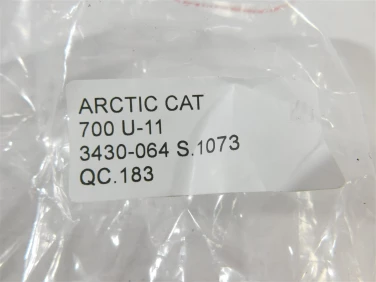 ARCTIC CAT
700 U-11
3430-064 S.1073
QC.183